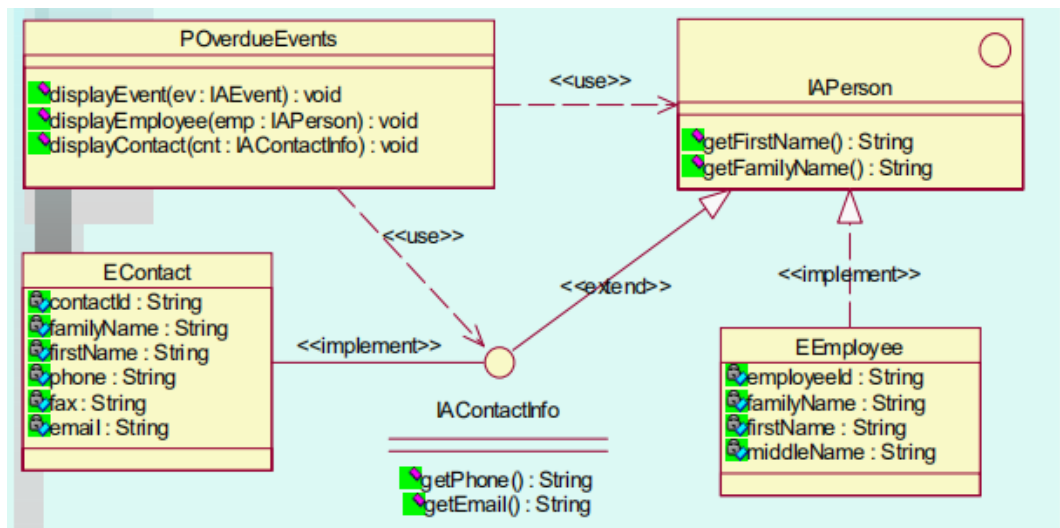 POverdueEvents
displayEvent(ev : IAEvent) : void
displayEmployee(emp : IAPerson) : void
displayContact(cnt : IAContactInfo) : void
<<use>>
IAPerson
getFirstName() : String
getFamilyName() : String
<<use>>
EContact
contactId : String
familyName : String
firstName : String
phone : String
fax : String
email : String
<<implement>>
<<extend>>
<<implement>>
IAContactInfo
getPhone() : String
getEmail() : String
EEmployee
employeeId : String
familyName : String
firstName : String
middleName : String